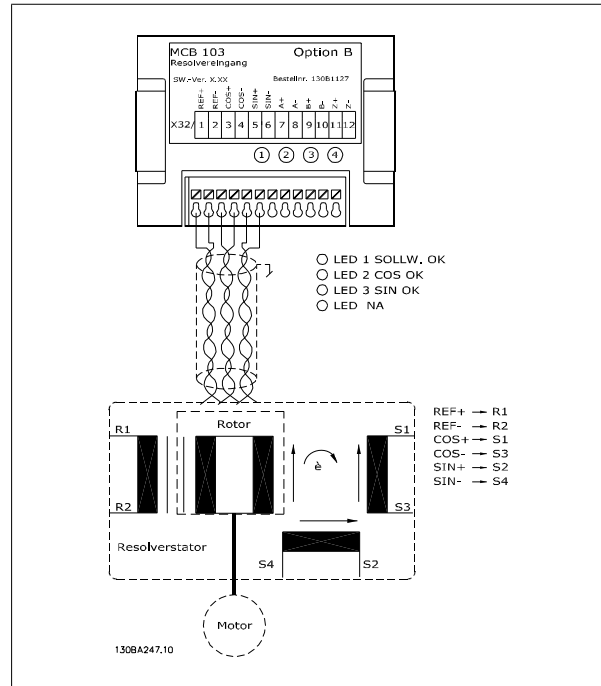 MCB 103 Option B
Resolvereingang
SW.-Ver. X.XX Bestellnr. 130B1127
REF+ REF- COS+ COS- SIN+ SIN- A+ A- B+ B- Z+ Z-
X32/ 1 2 3 4 5 6 7 8 9 10 11 12
1 2 3 4
LED 1 SOLLW. OK
LED 2 COS OK
LED 3 SIN OK
LED NA
REF+ → R1
REF- → R2
COS+ → S1
COS- → S3
SIN+ → S2
SIN- → S4
R1 Rotor S1
è
R2 S3
Resolverstator
S4 S2
Motor
130BA247.10